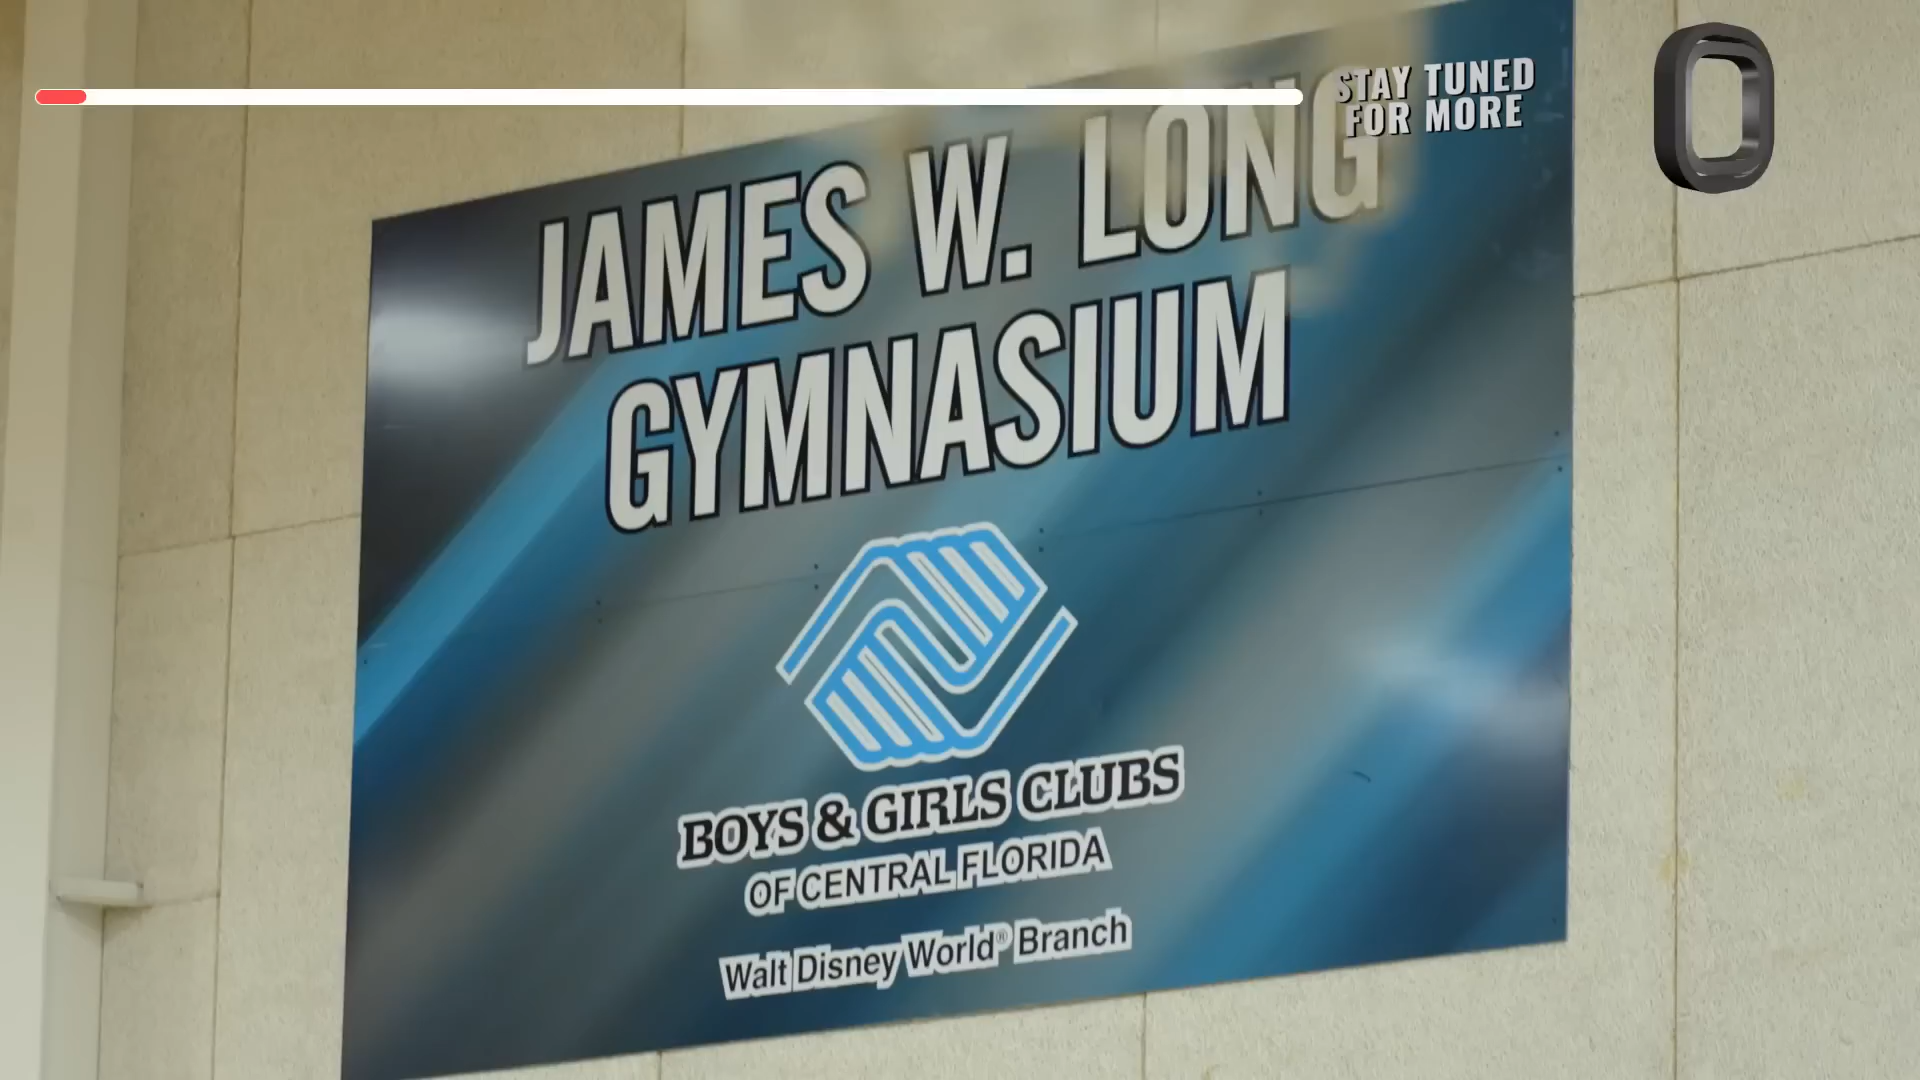 STAY TUNED
FOR MORE
JAMES W. LONG
GYMNASIUM
BOYS & GIRLS CLUBS
OF CENTRAL FLORIDA
Walt Disney World® Branch